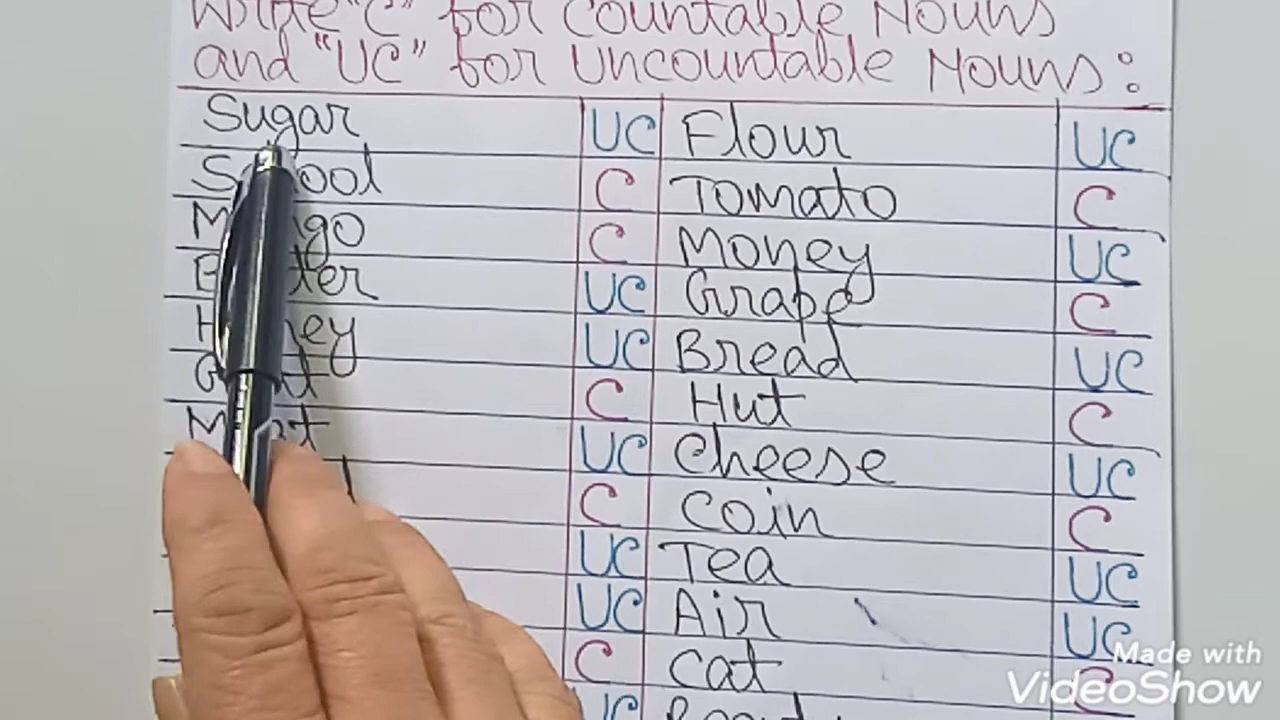 Write "C" for Countable Nouns
and "UC" for Uncountable Nouns:
Sugar UC Flour UC
C Tomato C
C Money UC
UC Grape C
UC Bread UC
C Hut C
UC Cheese UC
C Coin C
UC Tea UC
UC Air UC
C Cat C
UC
Made with
VideoShow